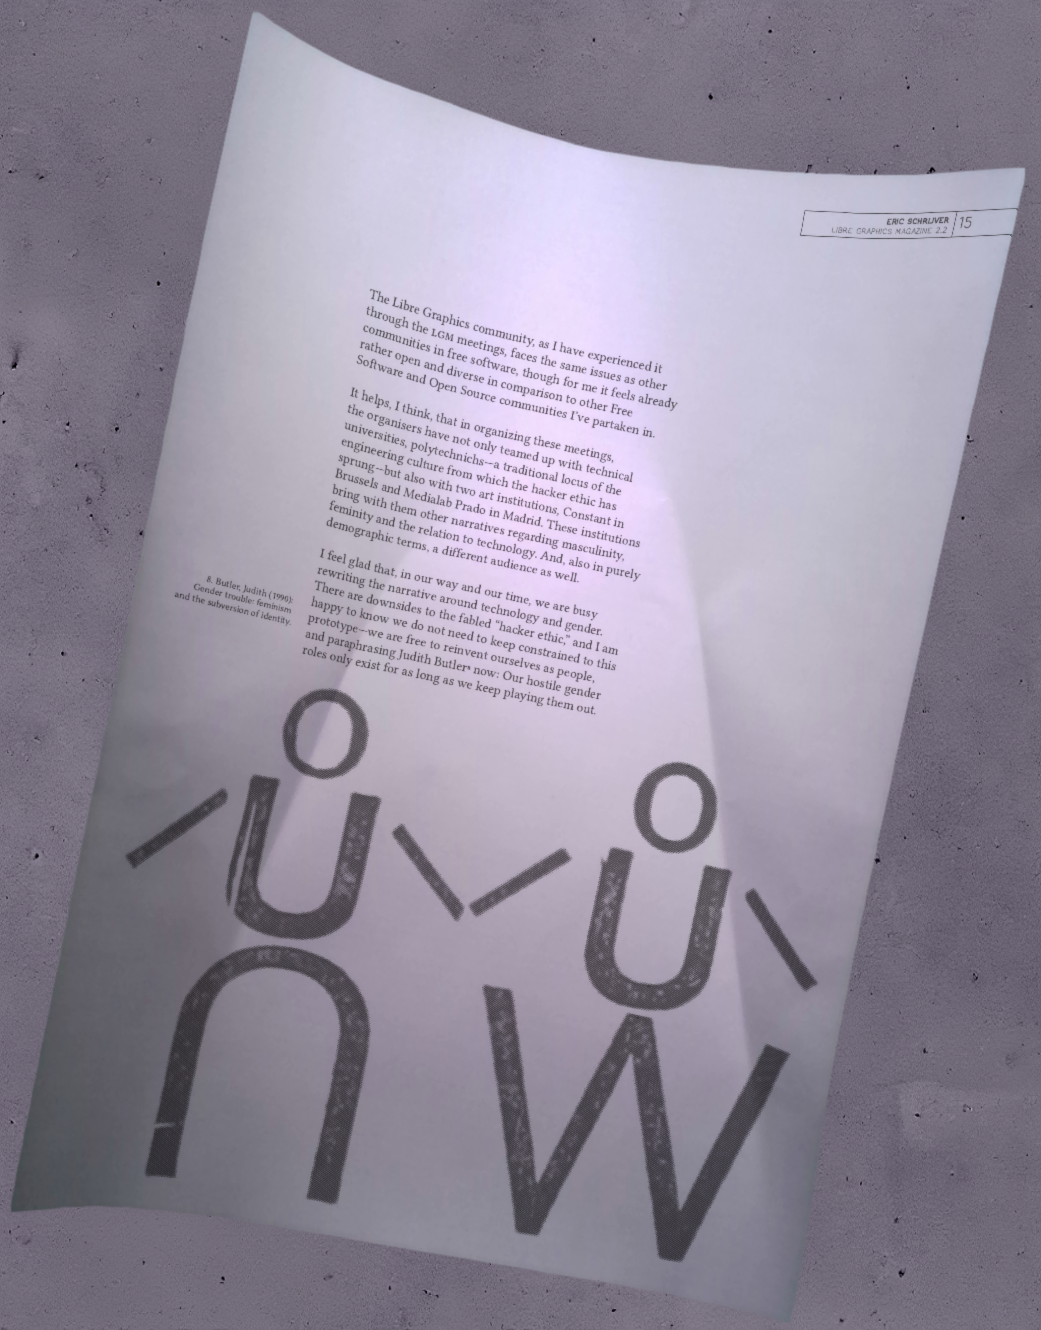 ERIC SCHRIJVER
LIBRE GRAPHICS MAGAZINE 2.2
15
The Libre Graphics community, as I have experienced it
through the LGM meetings, faces the same issues as other
communities in free software, though for me it feels already
rather open and diverse in comparison to other Free
Software and Open Source communities I've partaken in.
It helps, I think, that in organizing these meetings,
the organisers have not only teamed up with technical
universities, polytechnichs—a traditional locus of the
engineering culture from which the hacker ethic has
sprung—but also with two art institutions, Constant in
Brussels and Medialab Prado in Madrid. These institutions
bring with them other narratives regarding masculinity,
feminity and the relation to technology. And, also in purely
demographic terms, a different audience as well.
I feel glad that, in our way and our time, we are busy
rewriting the narrative around technology and gender.
There are downsides to the fabled "hacker ethic," and I am
happy to know we do not need to keep constrained to this
prototype—we are free to reinvent ourselves as people,
and paraphrasing Judith Butler⁸ now: Our hostile gender
roles only exist for as long as we keep playing them out.
8. Butler, Judith (1990):
Gender trouble: feminism
and the subversion of identity.